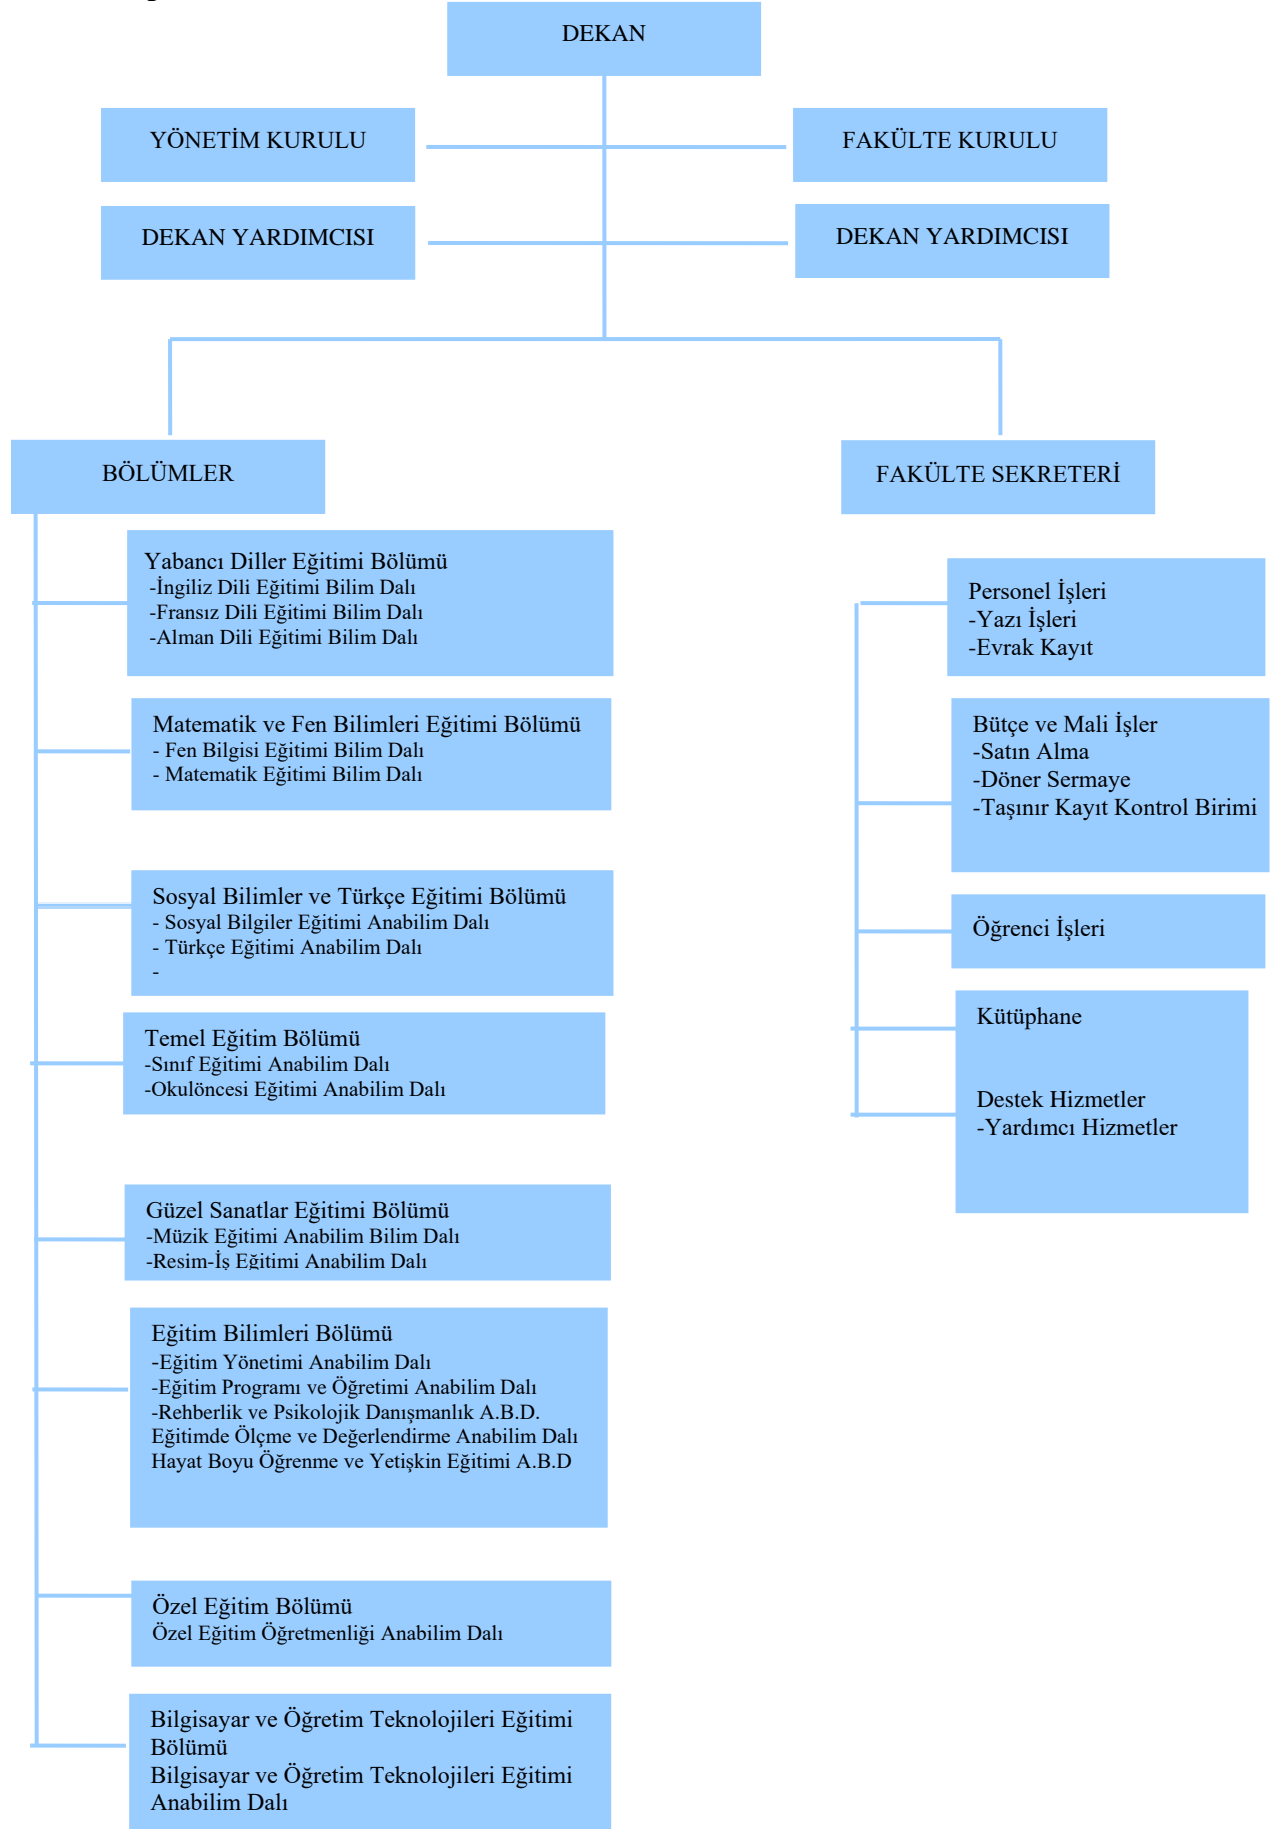 DEKAN
YÖNETİM KURULU
FAKÜLTE KURULU
DEKAN YARDIMCISI
DEKAN YARDIMCISI
BÖLÜMLER
FAKÜLTE SEKRETERİ
Yabancı Diller Eğitimi Bölümü
-İngiliz Dili Eğitimi Bilim Dalı
-Fransız Dili Eğitimi Bilim Dalı
-Alman Dili Eğitimi Bilim Dalı
Matematik ve Fen Bilimleri Eğitimi Bölümü
- Fen Bilgisi Eğitimi Bilim Dalı
- Matematik Eğitimi Bilim Dalı
Sosyal Bilimler ve Türkçe Eğitimi Bölümü
- Sosyal Bilgiler Eğitimi Anabilim Dalı
- Türkçe Eğitimi Anabilim Dalı
-
Temel Eğitim Bölümü
-Sınıf Eğitimi Anabilim Dalı
-Okulöncesi Eğitimi Anabilim Dalı
Güzel Sanatlar Eğitimi Bölümü
-Müzik Eğitimi Anabilim Bilim Dalı
-Resim-İş Eğitimi Anabilim Dalı
Eğitim Bilimleri Bölümü
-Eğitim Yönetimi Anabilim Dalı
-Eğitim Programı ve Öğretimi Anabilim Dalı
-Rehberlik ve Psikolojik Danışmanlık A.B.D.
Eğitimde Ölçme ve Değerlendirme Anabilim Dalı
Hayat Boyu Öğrenme ve Yetişkin Eğitimi A.B.D
Özel Eğitim Bölümü
Özel Eğitim Öğretmenliği Anabilim Dalı
Bilgisayar ve Öğretim Teknolojileri Eğitimi
Bölümü
Bilgisayar ve Öğretim Teknolojileri Eğitimi
Anabilim Dalı
Personel İşleri
-Yazı İşleri
-Evrak Kayıt
Bütçe ve Mali İşler
-Satın Alma
-Döner Sermaye
-Taşınır Kayıt Kontrol Birimi
Öğrenci İşleri
Kütüphane
Destek Hizmetler
-Yardımcı Hizmetler